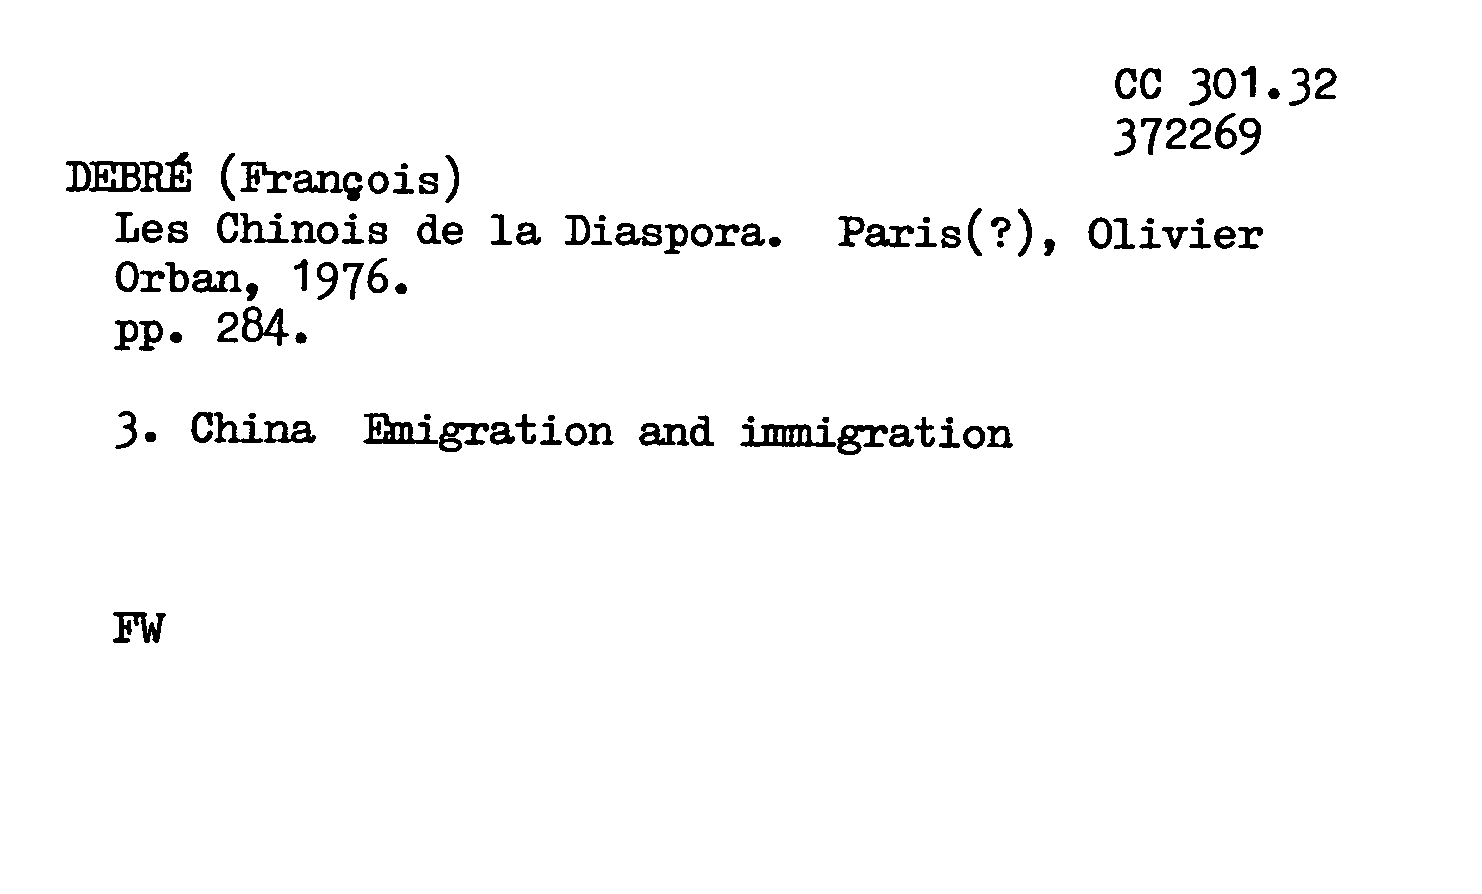 CC 301.32
372269
DEBRÉ (François)
Les Chinois de la Diaspora. Paris(?), Olivier
Orban, 1976.
pp. 284.
3. China Emigration and immigration
FW